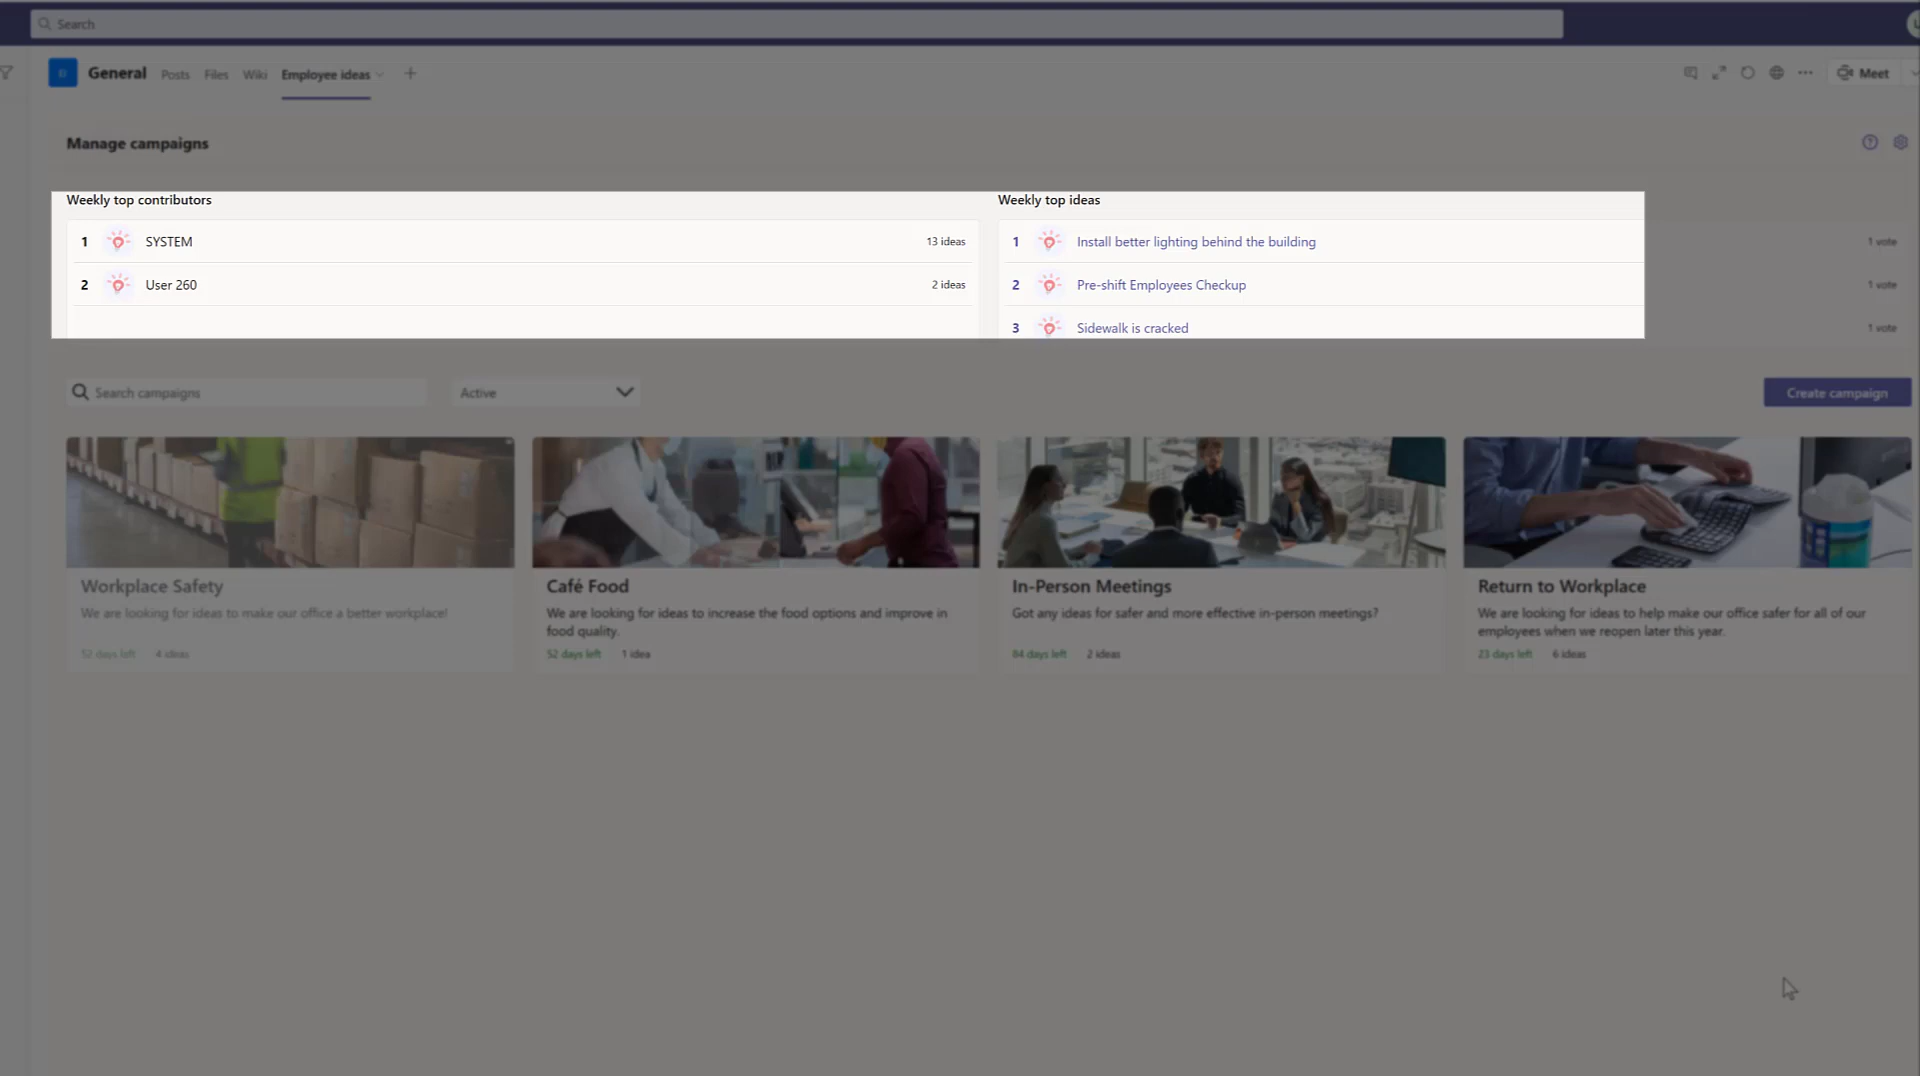 Search
General
Posts
Files
Wiki
Employee ideas
Meet
Manage campaigns
Weekly top contributors
1 SYSTEM 13 ideas
2 User 260 2 ideas
Weekly top ideas
1 Install better lighting behind the building 1 vote
2 Pre-shift Employees Checkup 1 vote
3 Sidewalk is cracked 1 vote
Search campaigns
Active
Create campaign
Workplace Safety
We are looking for ideas to make our office a better workplace!
52 days left 4 ideas
Café Food
We are looking for ideas to increase the food options and improve in
food quality.
52 days left 1 idea
In-Person Meetings
Got any ideas for safer and more effective in-person meetings?
84 days left 2 ideas
Return to Workplace
We are looking for ideas to help make our office safer for all of our
employees when we reopen later this year.
23 days left 6 ideas